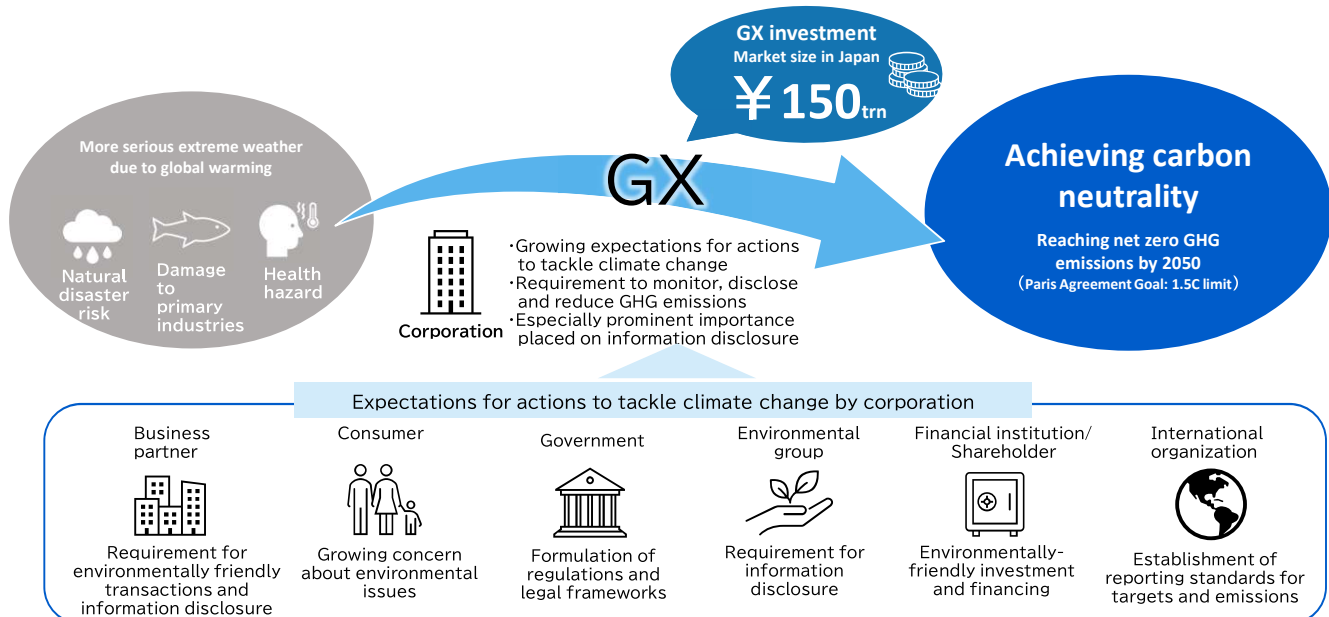 GX investment
Market size in Japan
¥150trn
More serious extreme weather
due to global warming
Natural
disaster
risk
Damage
to
primary
industries
Health
hazard
GX
Achieving carbon
neutrality
Reaching net zero GHG
emissions by 2050
(Paris Agreement Goal: 1.5C limit)
Corporation
・Growing expectations for actions
to tackle climate change
・Requirement to monitor, disclose
and reduce GHG emissions
・Especially prominent importance
placed on information disclosure
Expectations for actions to tackle climate change by corporation
Business
partner
Requirement for
environmentally friendly
transactions and
information disclosure
Consumer
Growing concern
about environmental
issues
Government
Formulation of
regulations and
legal frameworks
Environmental
group
Requirement for
information
disclosure
Financial institution/
Shareholder
Environmentally-
friendly investment
and financing
International
organization
Establishment of
reporting standards for
targets and emissions